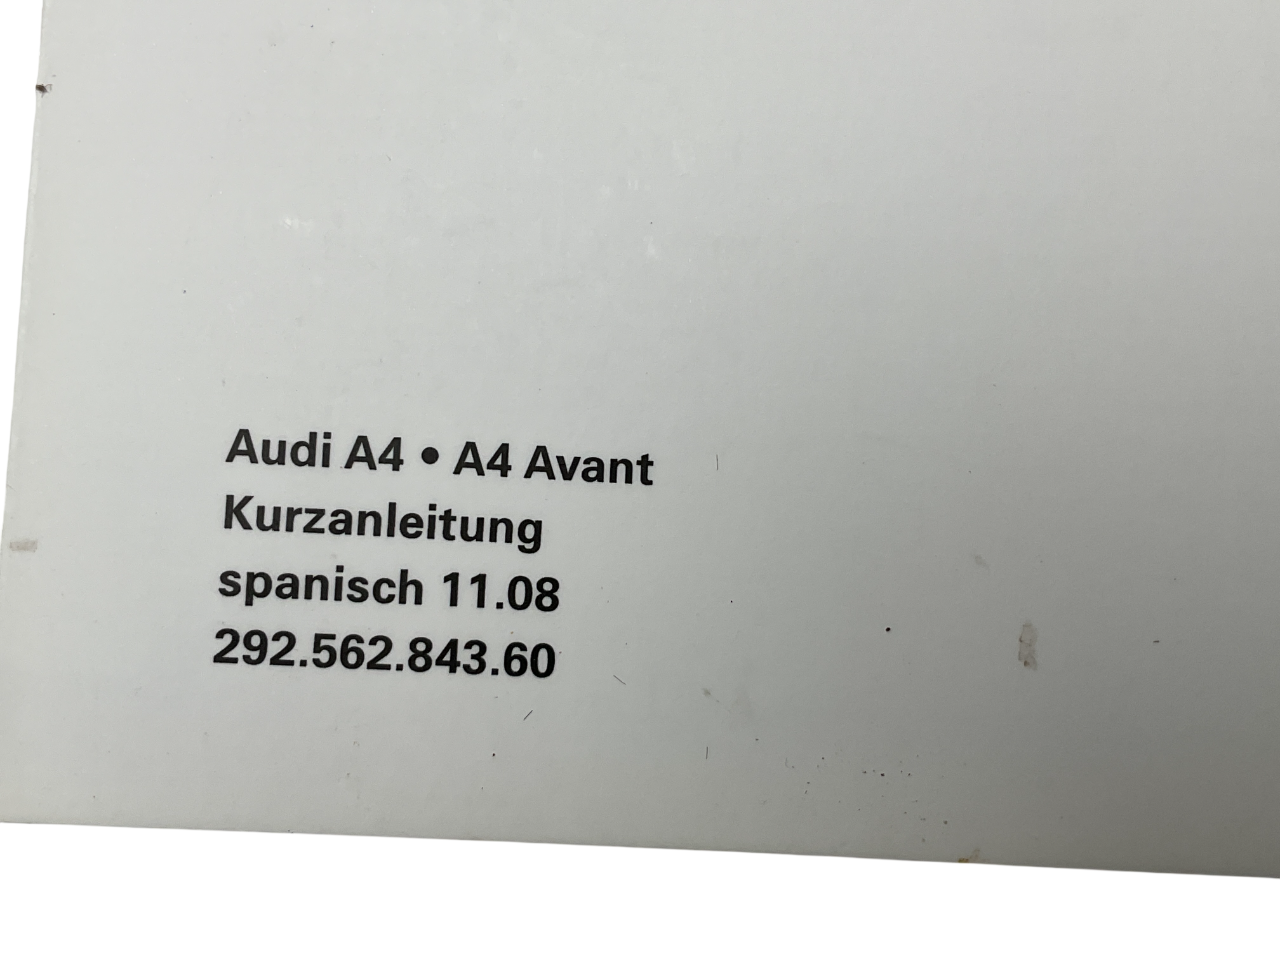 Audi A4 • A4 Avant
Kurzanleitung
spanisch 11.08
292.562.843.60